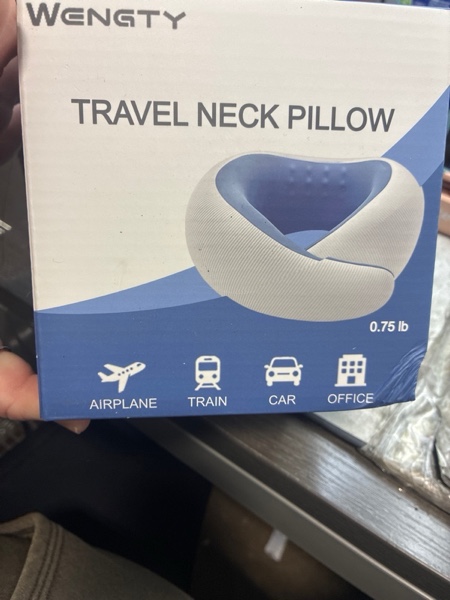 WENGTY
TRAVEL NECK PILLOW
0.75 lb
AIRPLANE TRAIN CAR OFFICE